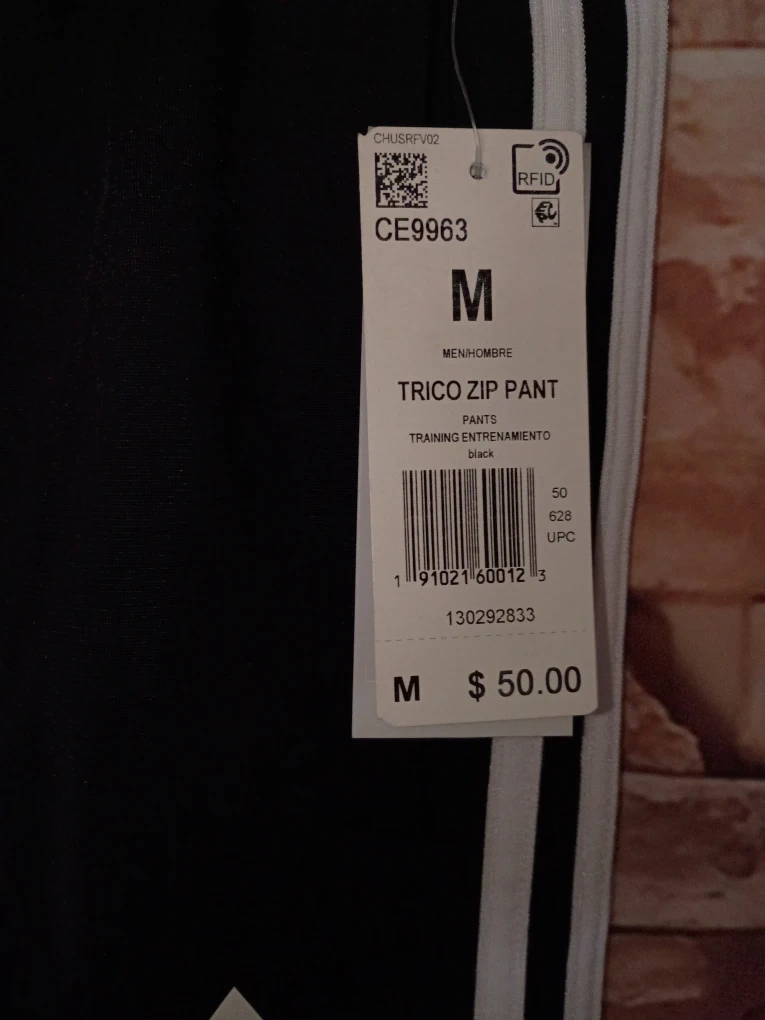 CHUSRFV02
RFID
CE9963
M
MEN/HOMBRE
TRICO ZIP PANT
PANTS
TRAINING ENTRENAMIENTO
black
50
628
UPC
1 91021 60012 3
130292833
M $ 50.00